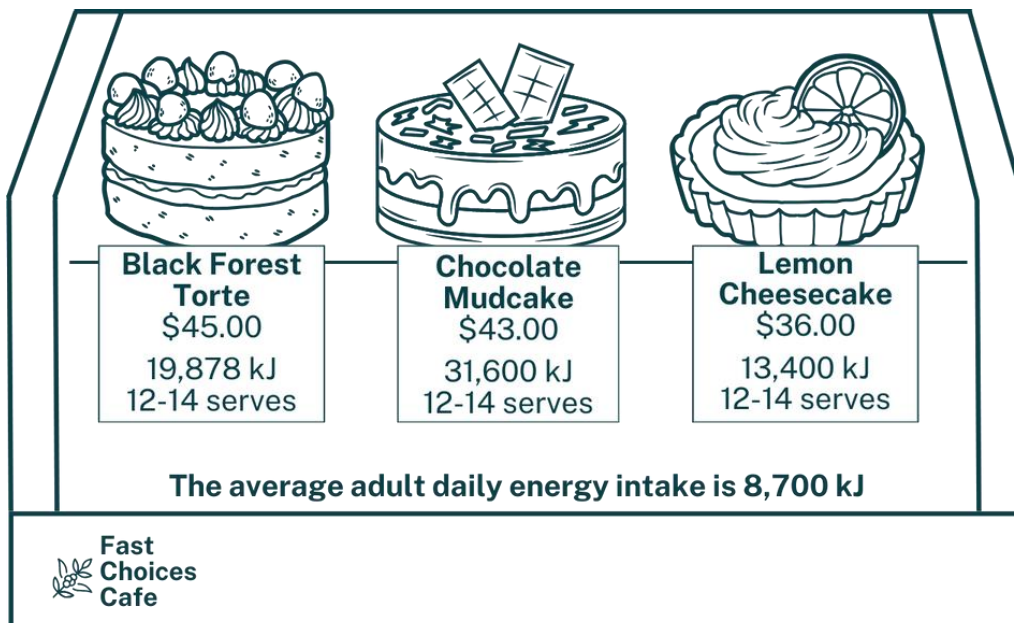 Black Forest
Torte
$45.00
19,878 kJ
12-14 serves
Chocolate
Mudcake
$43.00
31,600 kJ
12-14 serves
Lemon
Cheesecake
$36.00
13,400 kJ
12-14 serves
The average adult daily energy intake is 8,700 kJ
Fast
Choices
Cafe